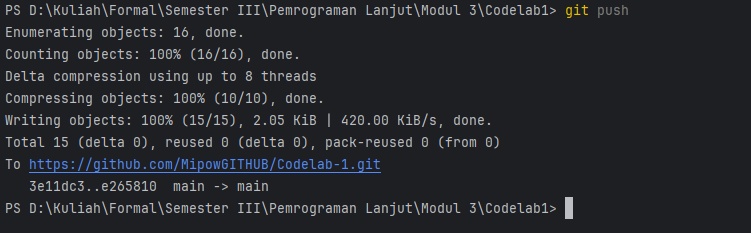 PS D:\Kuliah\Formal\Semester III\Pemrograman Lanjut\Modul 3\Codelab1> git push
Enumerating objects: 16, done.
Counting objects: 100% (16/16), done.
Delta compression using up to 8 threads
Compressing objects: 100% (10/10), done.
Writing objects: 100% (15/15), 2.05 KiB | 420.00 KiB/s, done.
Total 15 (delta 0), reused 0 (delta 0), pack-reused 0 (from 0)
To https://github.com/MipowGITHUB/Codelab-1.git
   3e11dc3..e265810  main -> main
PS D:\Kuliah\Formal\Semester III\Pemrograman Lanjut\Modul 3\Codelab1>